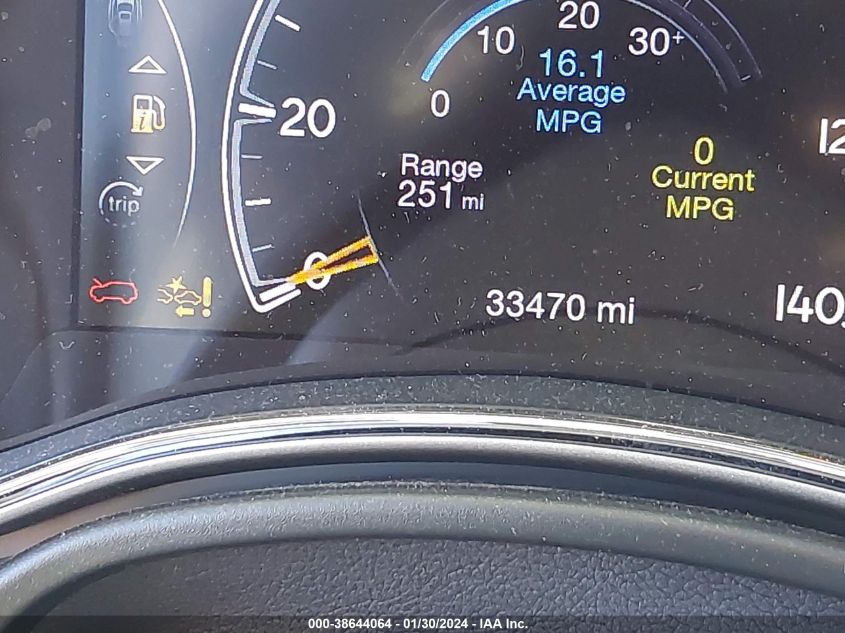 20
10
30+
16.1
Average
MPG
0
20
0
Current
MPG
Range
251 mi
trip
0
33470 mi
140
000-38644064 - 01/30/2024 - IAA Inc.